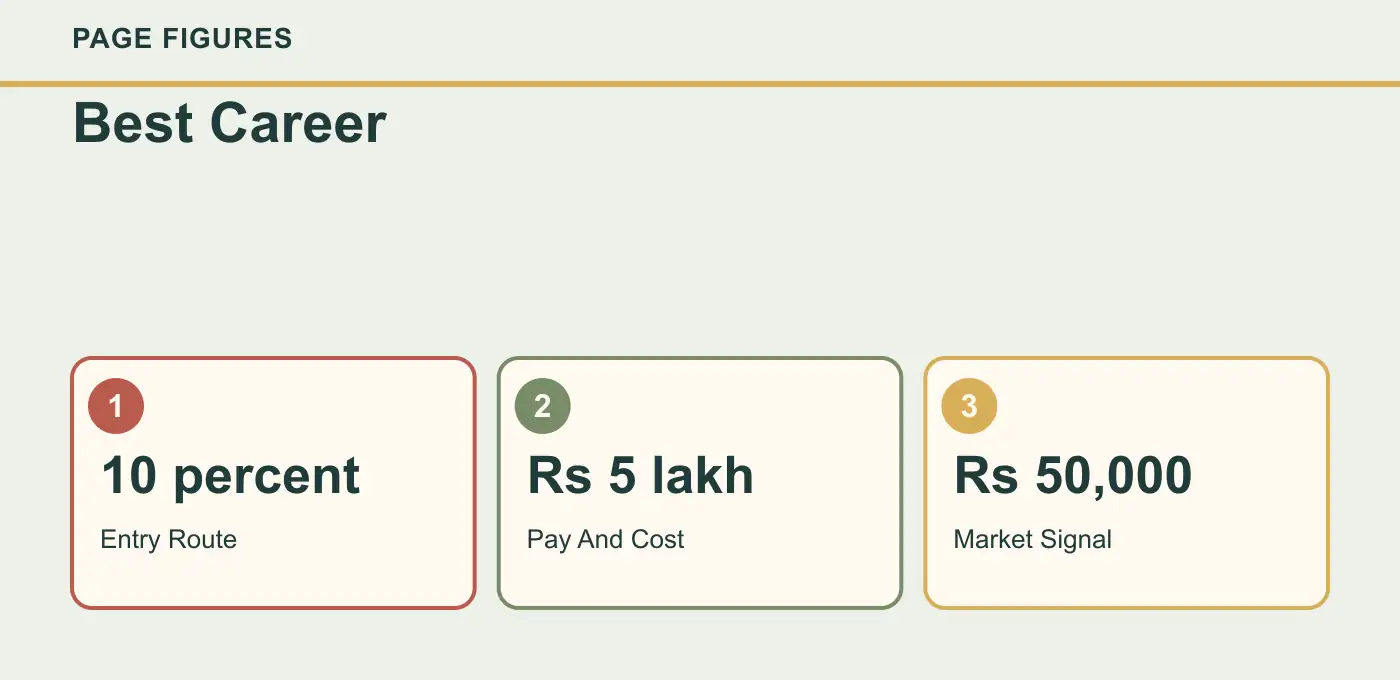 PAGE FIGURES
Best Career
1
10 percent
Entry Route
2
Rs 5 lakh
Pay And Cost
3
Rs 50,000
Market Signal